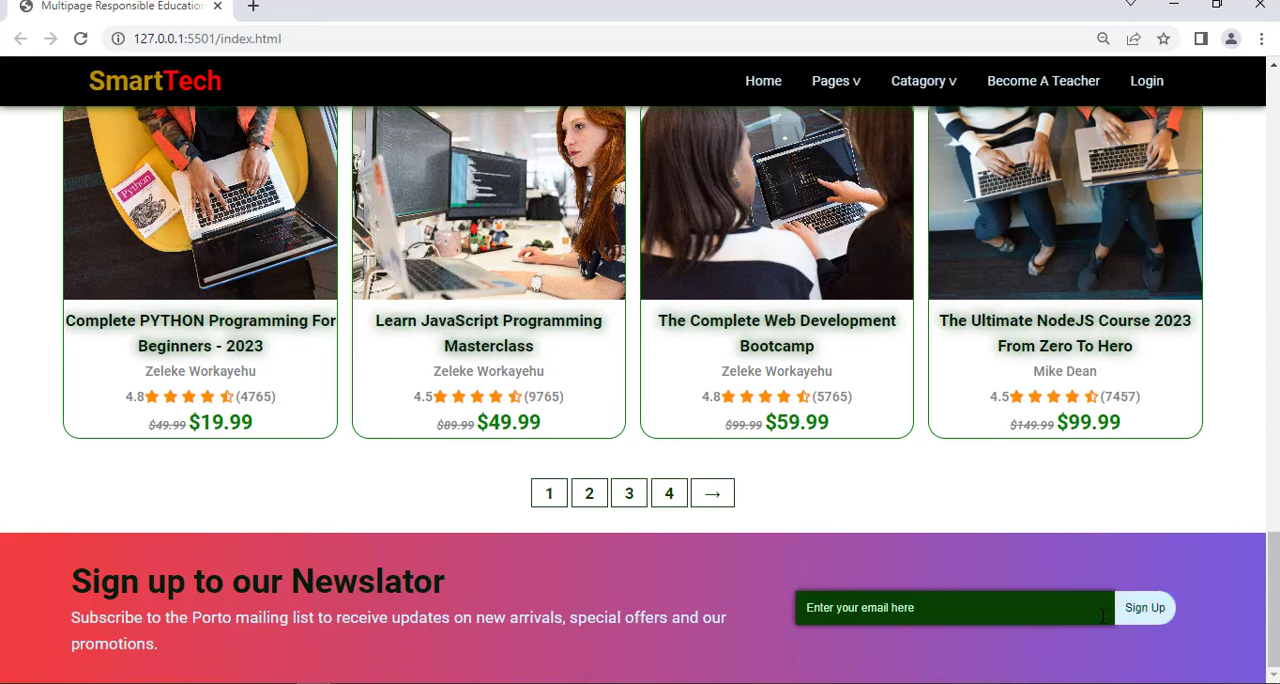 Multipage Responsible Education
127.0.0.1:5501/index.html
SmartTech
Home Pages v Catagory v Become A Teacher Login
Python
Complete PYTHON Programming For
Beginners - 2023
Zeleke Workayehu
4.8 (4765)
$49.99 $19.99
Learn JavaScript Programming
Masterclass
Zeleke Workayehu
4.5 (9765)
$89.99 $49.99
The Complete Web Development
Bootcamp
Zeleke Workayehu
4.8 (5765)
$99.99 $59.99
The Ultimate NodeJS Course 2023
From Zero To Hero
Mike Dean
4.5 (7457)
$149.99 $99.99
1 2 3 4 →
Sign up to our Newslator
Subscribe to the Porto mailing list to receive updates on new arrivals, special offers and our
promotions.
Enter your email here
Sign Up